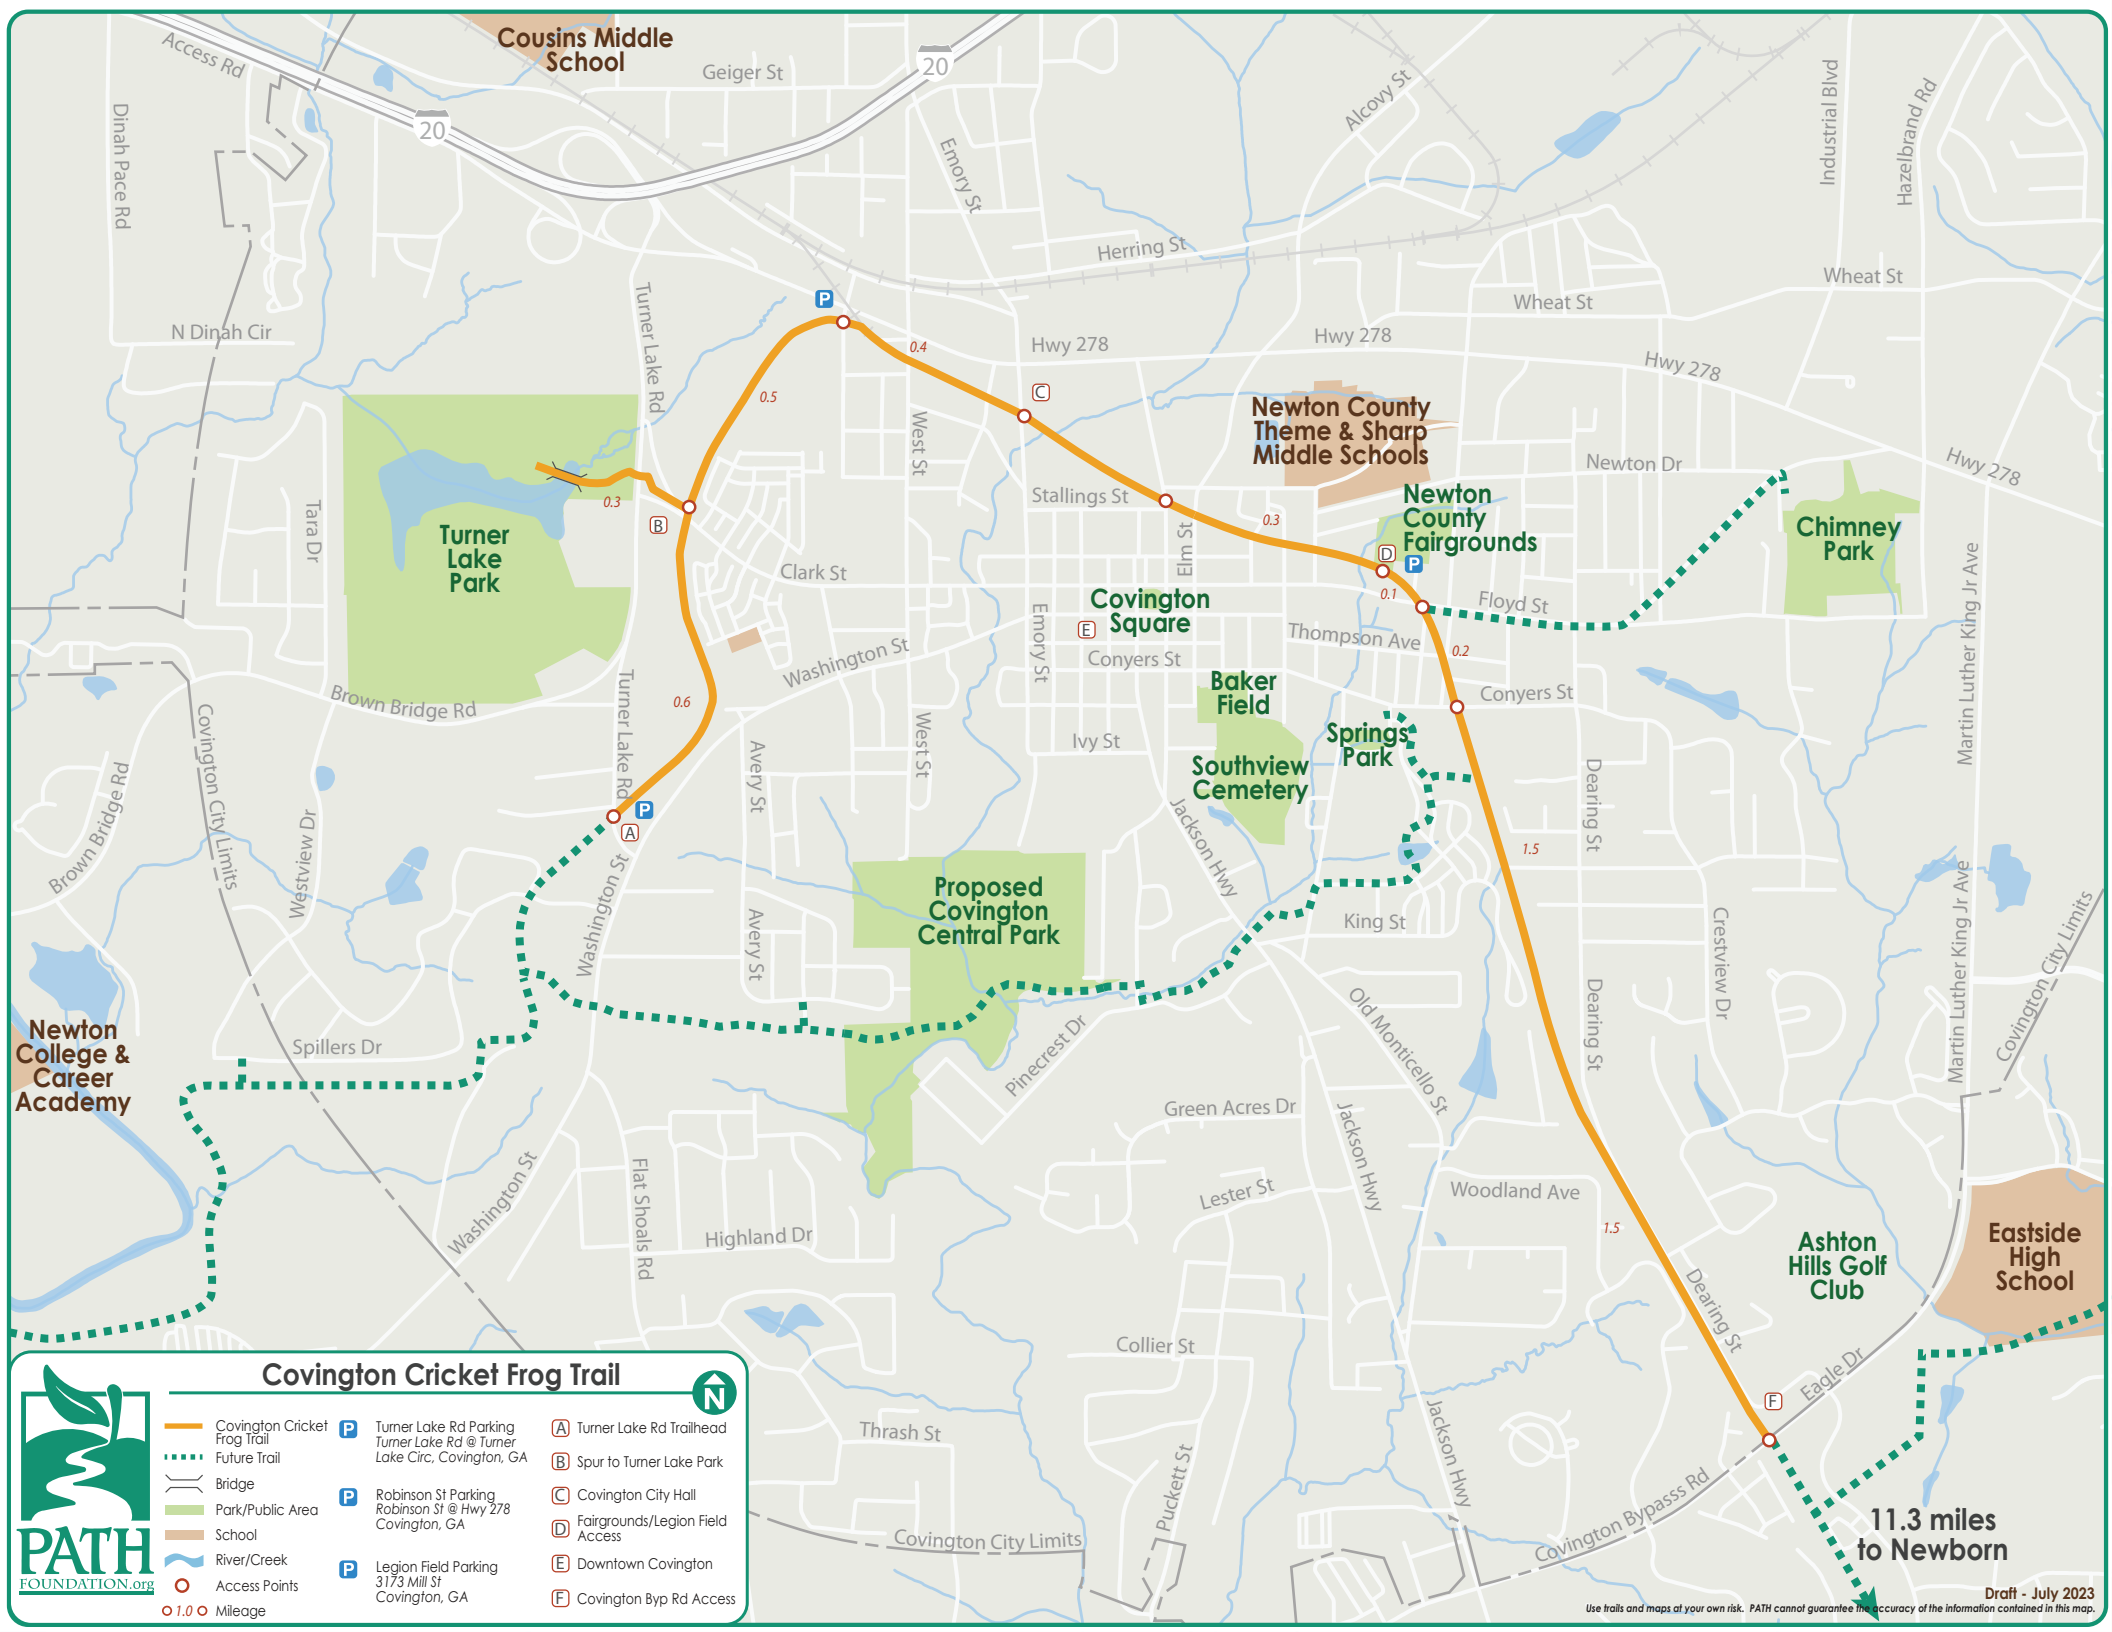 Cousins Middle
School
Access Rd
Geiger St
20
20
Dinah Pace Rd
Emory St
Alcovy St
Industrial Blvd
Hazelbrand Rd
Herring St
Wheat St
Wheat St
P
N Dinah Cir
Turner Lake Rd
0.4
Hwy 278
Hwy 278
Hwy 278
0.5
C
Newton County
Theme & Sharp
Middle Schools
West St
Newton Dr
Hwy 278
Stallings St
0.3
B
0.3
Newton
County
Fairgrounds
Elm St
D
P
Chimney
Park
Tara Dr
Turner
Lake
Park
Clark St
0.1
Floyd St
Covington
Square
E
Emory St
Thompson Ave
0.2
Martin Luther King Jr Ave
Washington St
Conyers St
Baker
Field
Conyers St
Brown Bridge Rd
Turner Lake Rd
0.6
Covington City Limits
West St
Ivy St
Springs
Park
Southview
Cemetery
Avery St
Dearing St
Brown Bridge Rd
Westview Dr
P
A
Jackson Hwy
1.5
Washington St
Proposed
Covington
Central Park
Avery St
King St
Crestview Dr
Martin Luther King Jr Ave
Covington City Limits
Newton
College &
Career
Academy
Spillers Dr
Pinecrest Dr
Old Monticello St
Dearing St
Green Acres Dr
Jackson Hwy
Washington St
Flat Shoals Rd
Lester St
Woodland Ave
1.5
Highland Dr
Ashton
Hills Golf
Club
Eastside
High
School
Dearing St
Collier St
Eagle Dr
F
Thrash St
Puckett St
Jackson Hwy
Covington City Limits
Covington Bypasss Rd
11.3 miles
to Newborn
Covington Cricket Frog Trail
N
Covington Cricket
Frog Trail
Future Trail
Bridge
Park/Public Area
School
River/Creek
Access Points
1.0 Mileage
P Turner Lake Rd Parking
Turner Lake Rd @ Turner
Lake Circ, Covington, GA
P Robinson St Parking
Robinson St @ Hwy 278
Covington, GA
P Legion Field Parking
3173 Mill St
Covington, GA
A Turner Lake Rd Trailhead
B Spur to Turner Lake Park
C Covington City Hall
D Fairgrounds/Legion Field
Access
E Downtown Covington
F Covington Byp Rd Access
PATH
FOUNDATION.org
Draft - July 2023
Use trails and maps at your own risk. PATH cannot guarantee the accuracy of the information contained in this map.